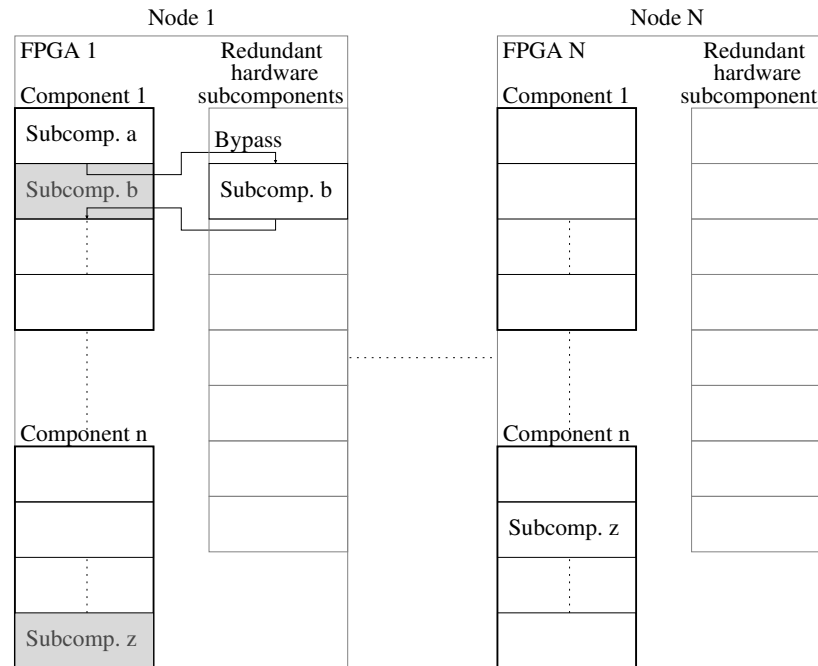 Node 1
FPGA 1
Redundant
hardware
subcomponents
Component 1
Subcomp. a
Bypass
Subcomp. b
Subcomp. b
Component n
Subcomp. z
Node N
FPGA N
Redundant
hardware
subcomponent
Component 1
Component n
Subcomp. z